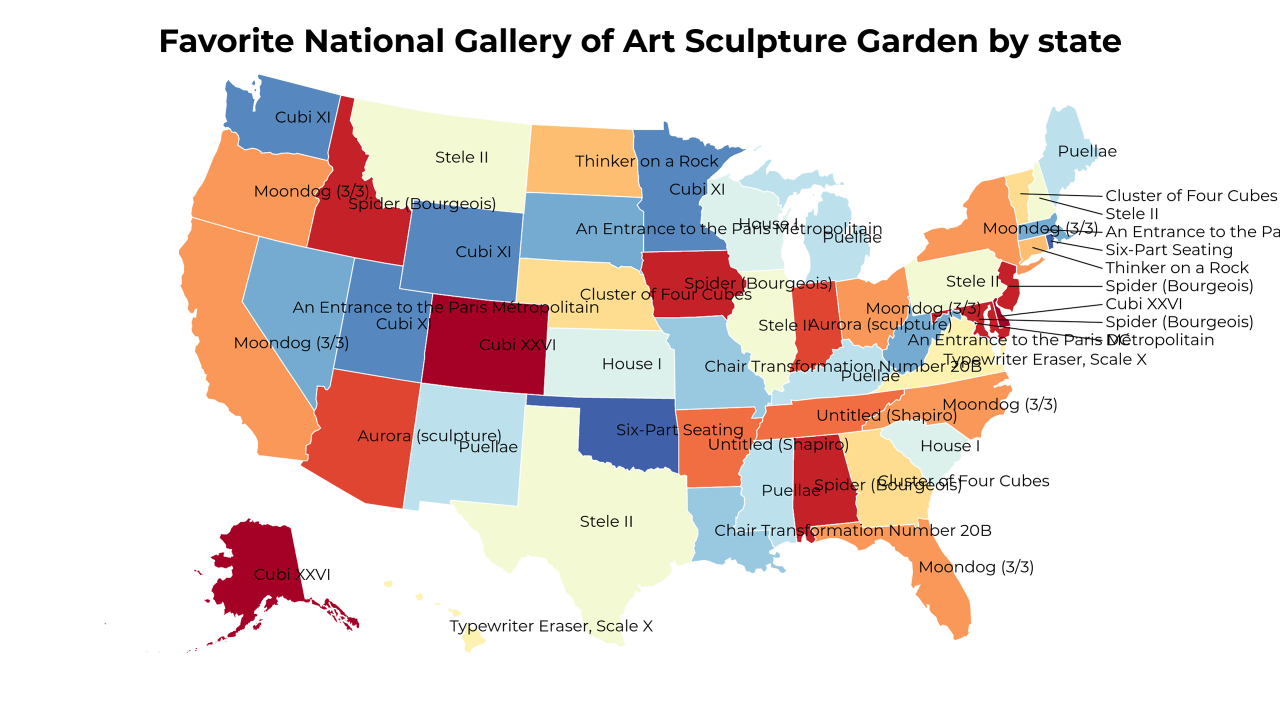 Favorite National Gallery of Art Sculpture Garden by state
Cubi XI
Puellae
Stele II
Thinker on a Rock
Moondog (3/3)
Cubi XI
Spider (Bourgeois)
Cluster of Four Cubes
Stele II
House I
An Entrance to the Paris Métropolitain
Moondog (3/3)
An Entrance to the Pa
Puellae
Cubi XI
Six-Part Seating
Thinker on a Rock
Stele II
Spider (Bourgeois)
Spider (Bourgeois)
Cluster of Four Cubes
Cubi XXVI
An Entrance to the Paris Métropolitain
Moondog (3/3)
Cubi XI
Stele II
Aurora (sculpture)
Spider (Bourgeois)
Moondog (3/3)
Cubi XXVI
An Entrance to the Paris Métropolitain
DC
Typewriter Eraser, Scale X
House I
Chair Transformation Number 20B
Puellae
Moondog (3/3)
Untitled (Shapiro)
Six-Part Seating
Aurora (sculpture)
Puellae
Untitled (Shapiro)
House I
Puellae
Spider (Bourgeois)
Cluster of Four Cubes
Stele II
Chair Transformation Number 20B
Moondog (3/3)
Cubi XXVI
Typewriter Eraser, Scale X